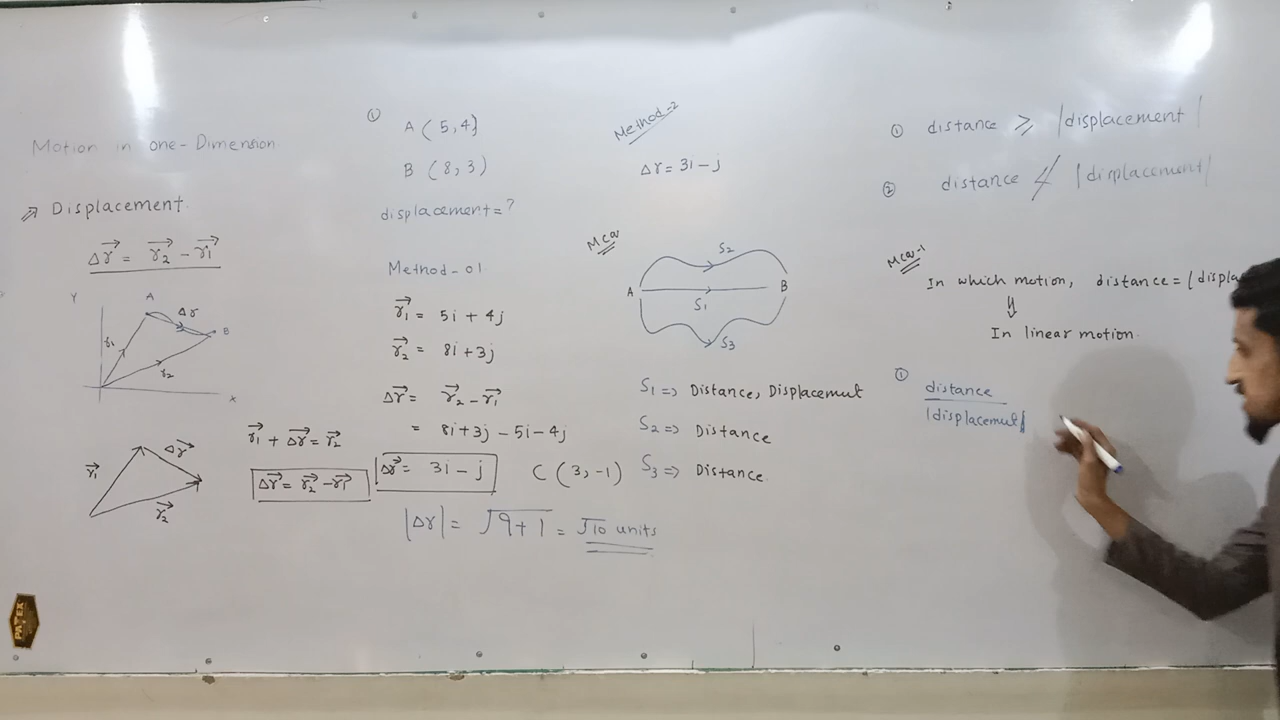 Motion in one-Dimension
⇒ Displacement.
Δr⃗ = r⃗₂ - r⃗₁
Y
A
Δr
B
r₁
r₂
x
r⃗₁
Δr⃗
r⃗₂
r⃗₁ + Δr⃗ = r⃗₂
Δr⃗ = r⃗₂ - r⃗₁
①
A (5,4)
B (8,3)
displacement = ?
Method-01
r⃗₁ = 5i + 4j
r⃗₂ = 8i + 3j
Δr⃗ = r⃗₂ - r⃗₁
= 8i+3j - 5i - 4j
Δr⃗ = 3i - j
C (3,-1)
|Δr| = √9+1 = √10 units
Method-2
Δr = 3i - j
Mcq
S₂
A
B
S₁
S₃
S₁ => Distance, Displacemut
S₂ => Distance
S₃ => Distance
① distance ≥ |displacement|
② distance ≮ |displacement|
Mcq-1
In which motion, distance = |displa
⇓
In linear motion.
① distance
|displacemut|
PATEX